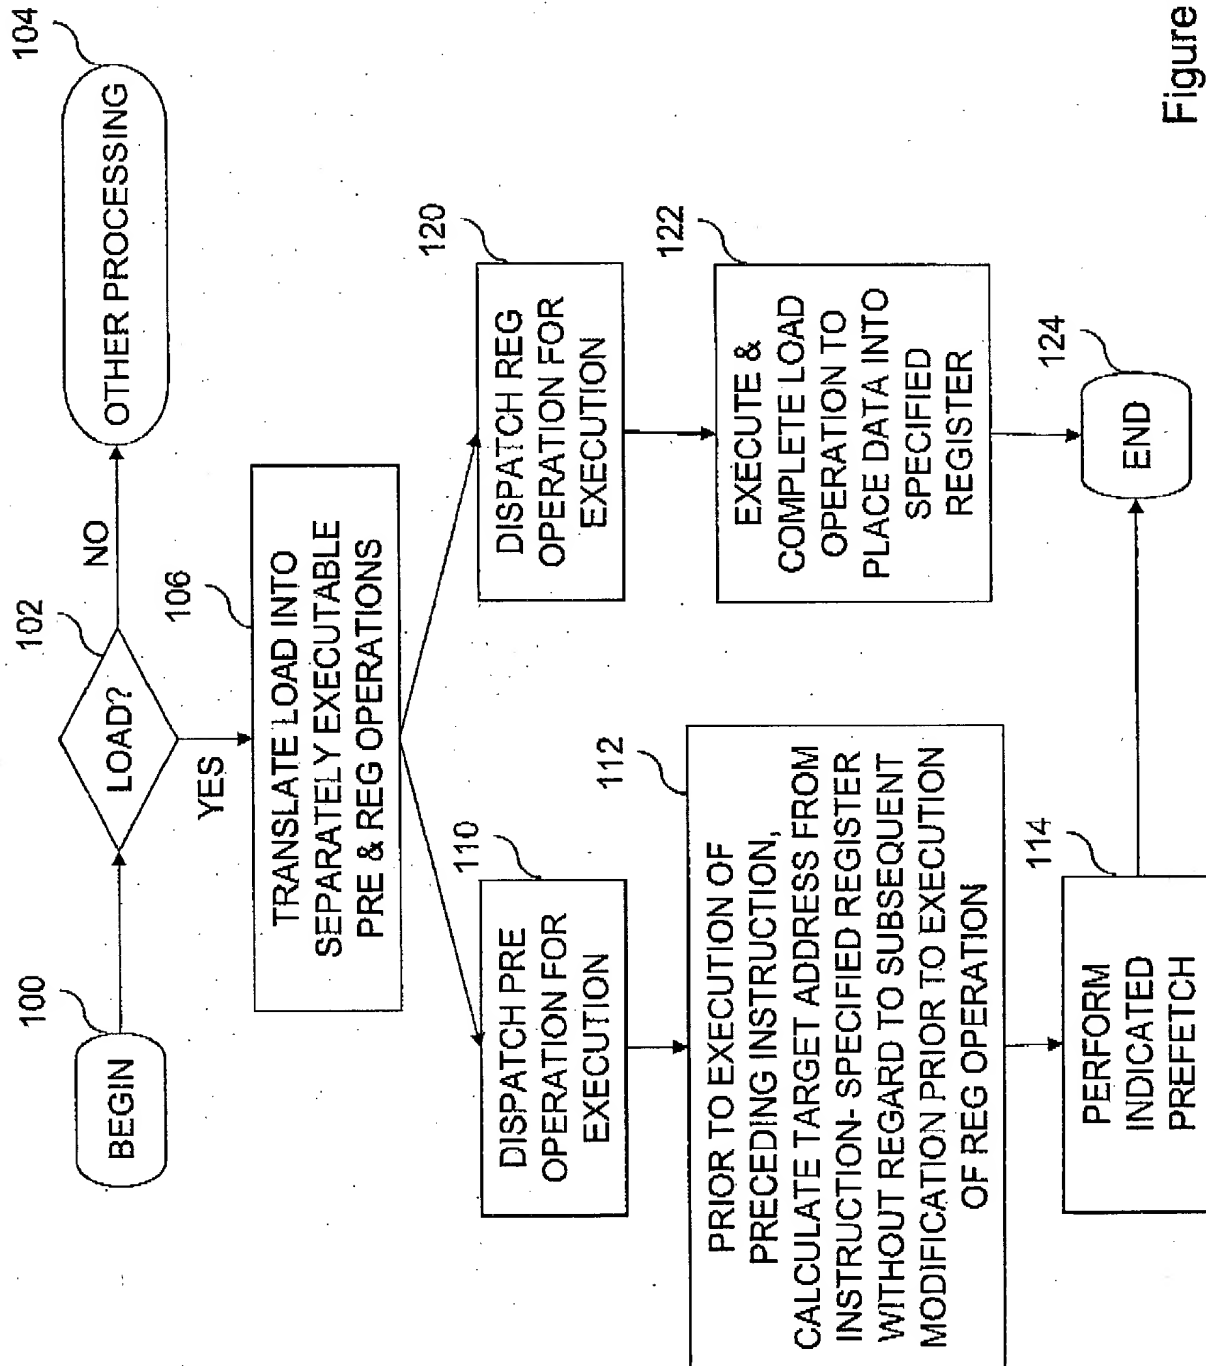 100
BEGIN
102
LOAD?
NO
104
OTHER PROCESSING
YES
106
TRANSLATE LOAD INTO
SEPARATELY EXECUTABLE
PRE & REG OPERATIONS
110
DISPATCH PRE
OPERATION FOR
EXECUTION
112
PRIOR TO EXECUTION OF
PRECEDING INSTRUCTION,
CALCULATE TARGET ADDRESS FROM
INSTRUCTION- SPECIFIED REGISTER
WITHOUT REGARD TO SUBSEQUENT
MODIFICATION PRIOR TO EXECUTION
OF REG OPERATION
114
PERFORM
INDICATED
PREFETCH
120
DISPATCH REG
OPERATION FOR
EXECUTION
122
EXECUTE &
COMPLETE LOAD
OPERATION TO
PLACE DATA INTO
SPECIFIED
REGISTER
124
END
Figure